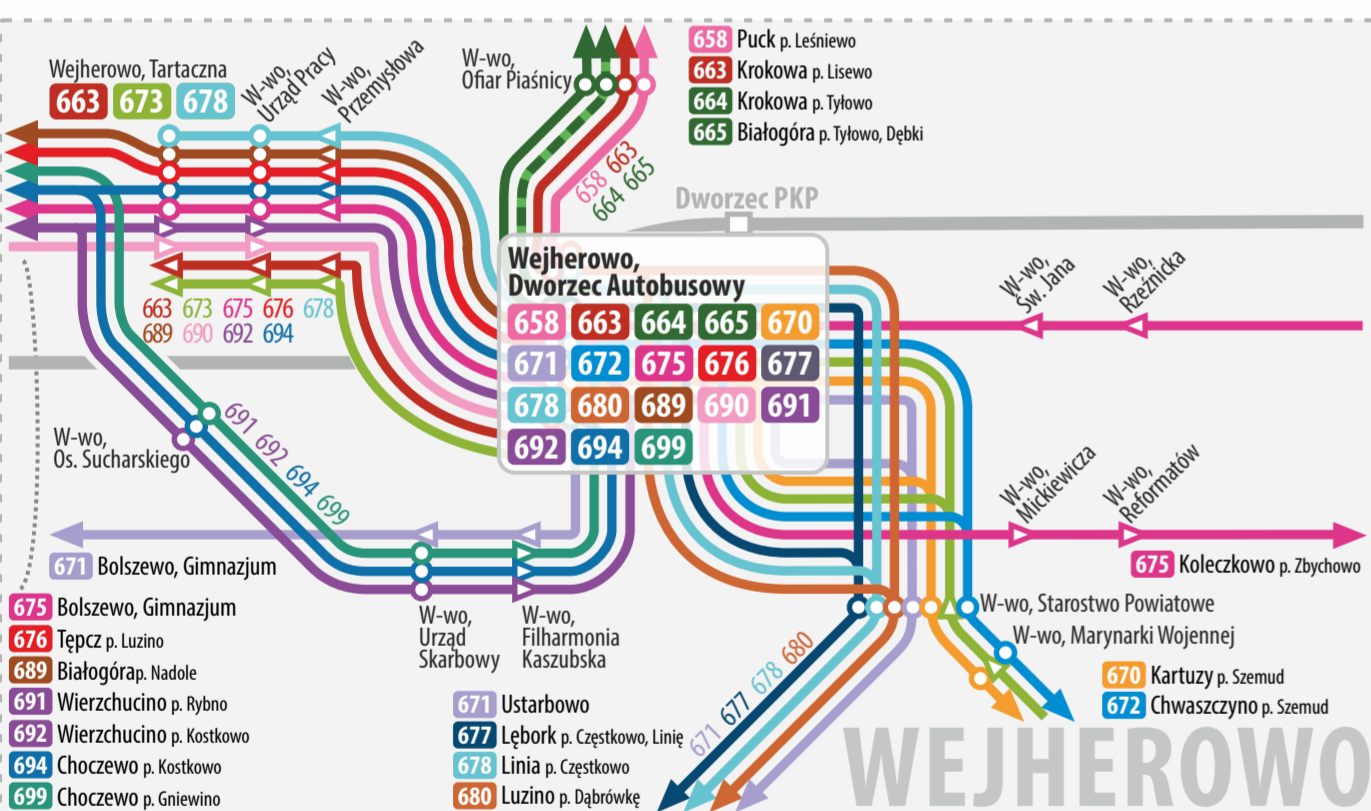 Wejherowo, Tartaczna
663 673 678
W-wo,
Urząd Pracy
W-wo,
Przemysłowa
W-wo,
Ofiar Piaśnicy
658 Puck p. Leśniewo
663 Krokowa p. Lisewo
664 Krokowa p. Tyłowo
665 Białogóra p. Tyłowo, Dębki
658 663
664 665
Dworzec PKP
Wejherowo,
Dworzec Autobusowy
658 663 664 665 670
671 672 675 676 677
678 680 689 690 691
692 694 699
W-wo,
Św. Jana
W-wo,
Rzeźnicka
663 673 675 676 678
689 690 692 694
W-wo,
Os. Sucharskiego
691 692 694 699
W-wo,
Mickiewicza
W-wo,
Reformatów
671 Bolszewo, Gimnazjum
675 Koleczkowo p. Zbychowo
675 Bolszewo, Gimnazjum
676 Tępcz p. Luzino
689 Białogórap. Nadole
691 Wierzchucino p. Rybno
692 Wierzchucino p. Kostkowo
694 Choczewo p. Kostkowo
699 Choczewo p. Gniewino
W-wo,
Urząd
Skarbowy
W-wo,
Filharmonia
Kaszubska
W-wo, Starostwo Powiatowe
W-wo, Marynarki Wojennej
670 Kartuzy p. Szemud
672 Chwaszczyno p. Szemud
671 677 678 680
671 Ustarbowo
677 Lębork p. Częstkowo, Linię
678 Linia p. Częstkowo
680 Luzino p. Dąbrówkę
WEJHEROWO